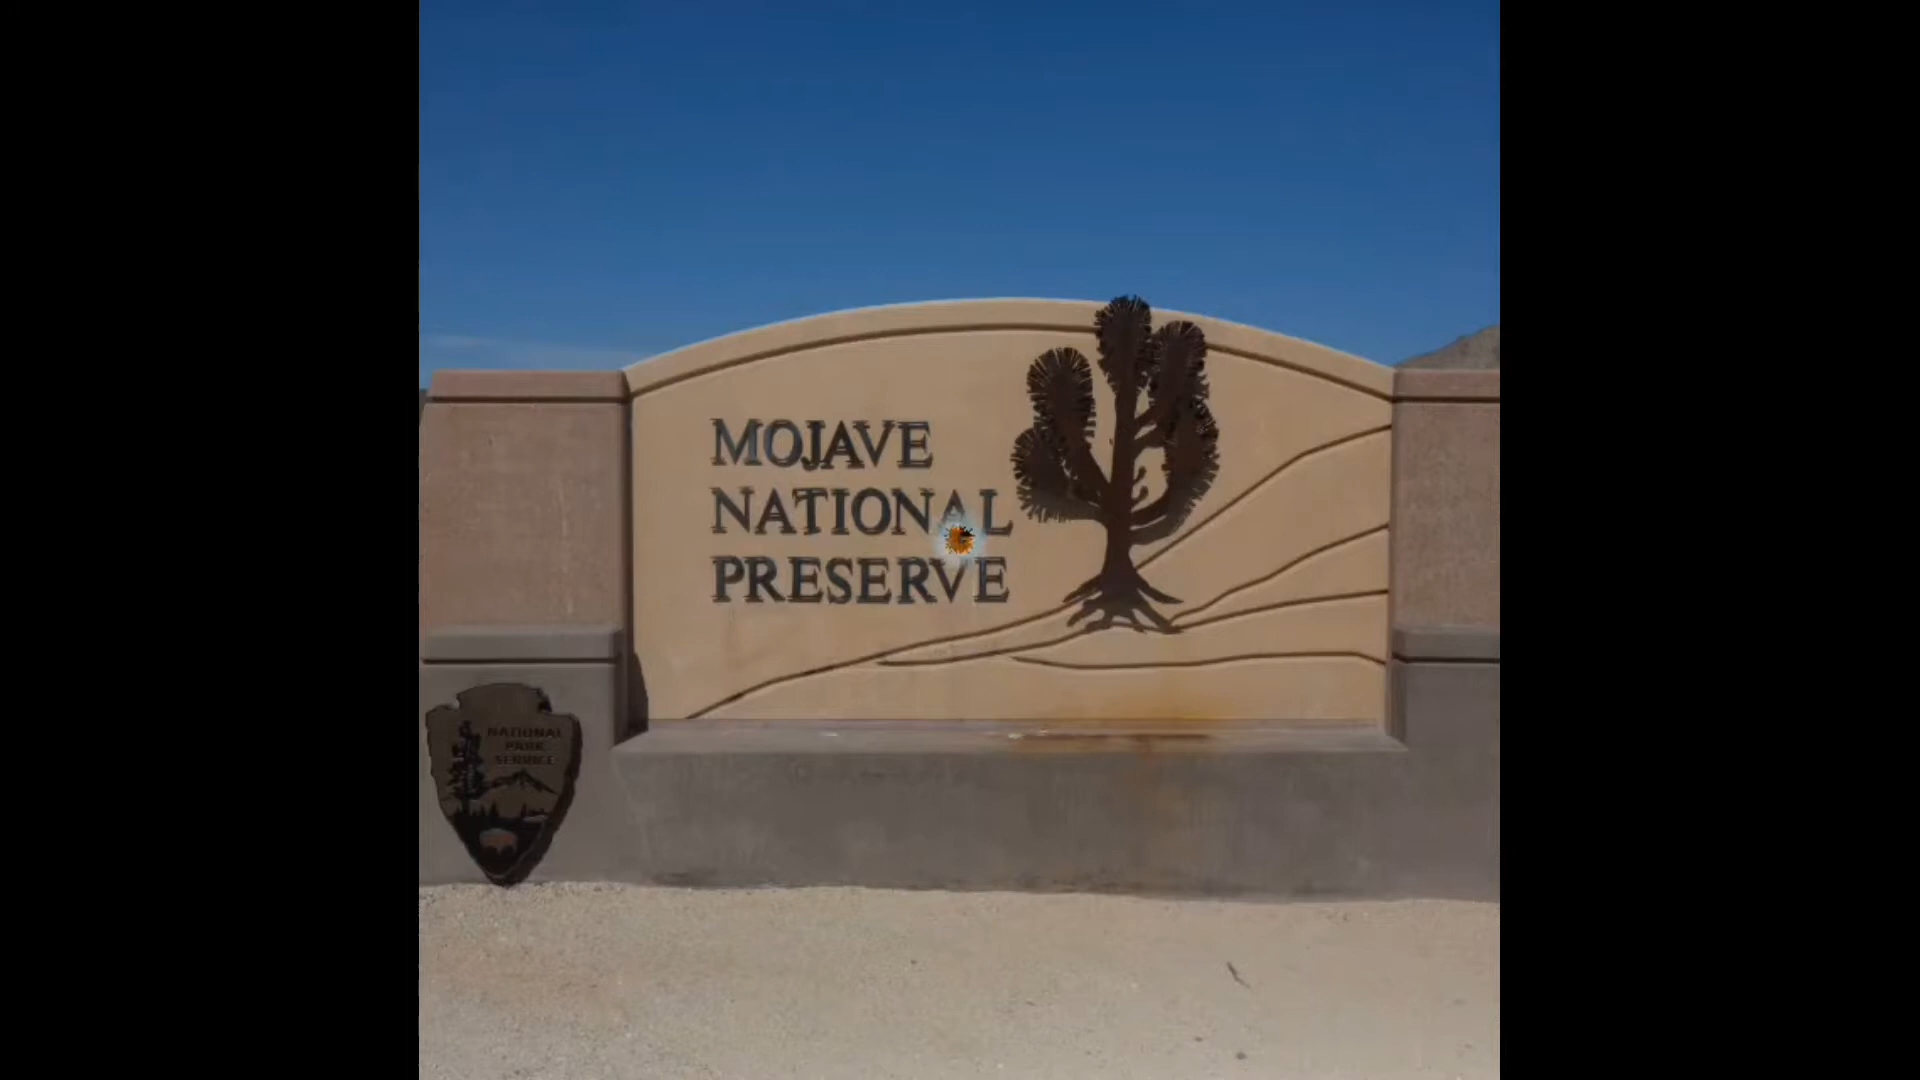 MOJAVE
NATIONAL
PRESERVE
NATIONAL
PARK
SERVICE